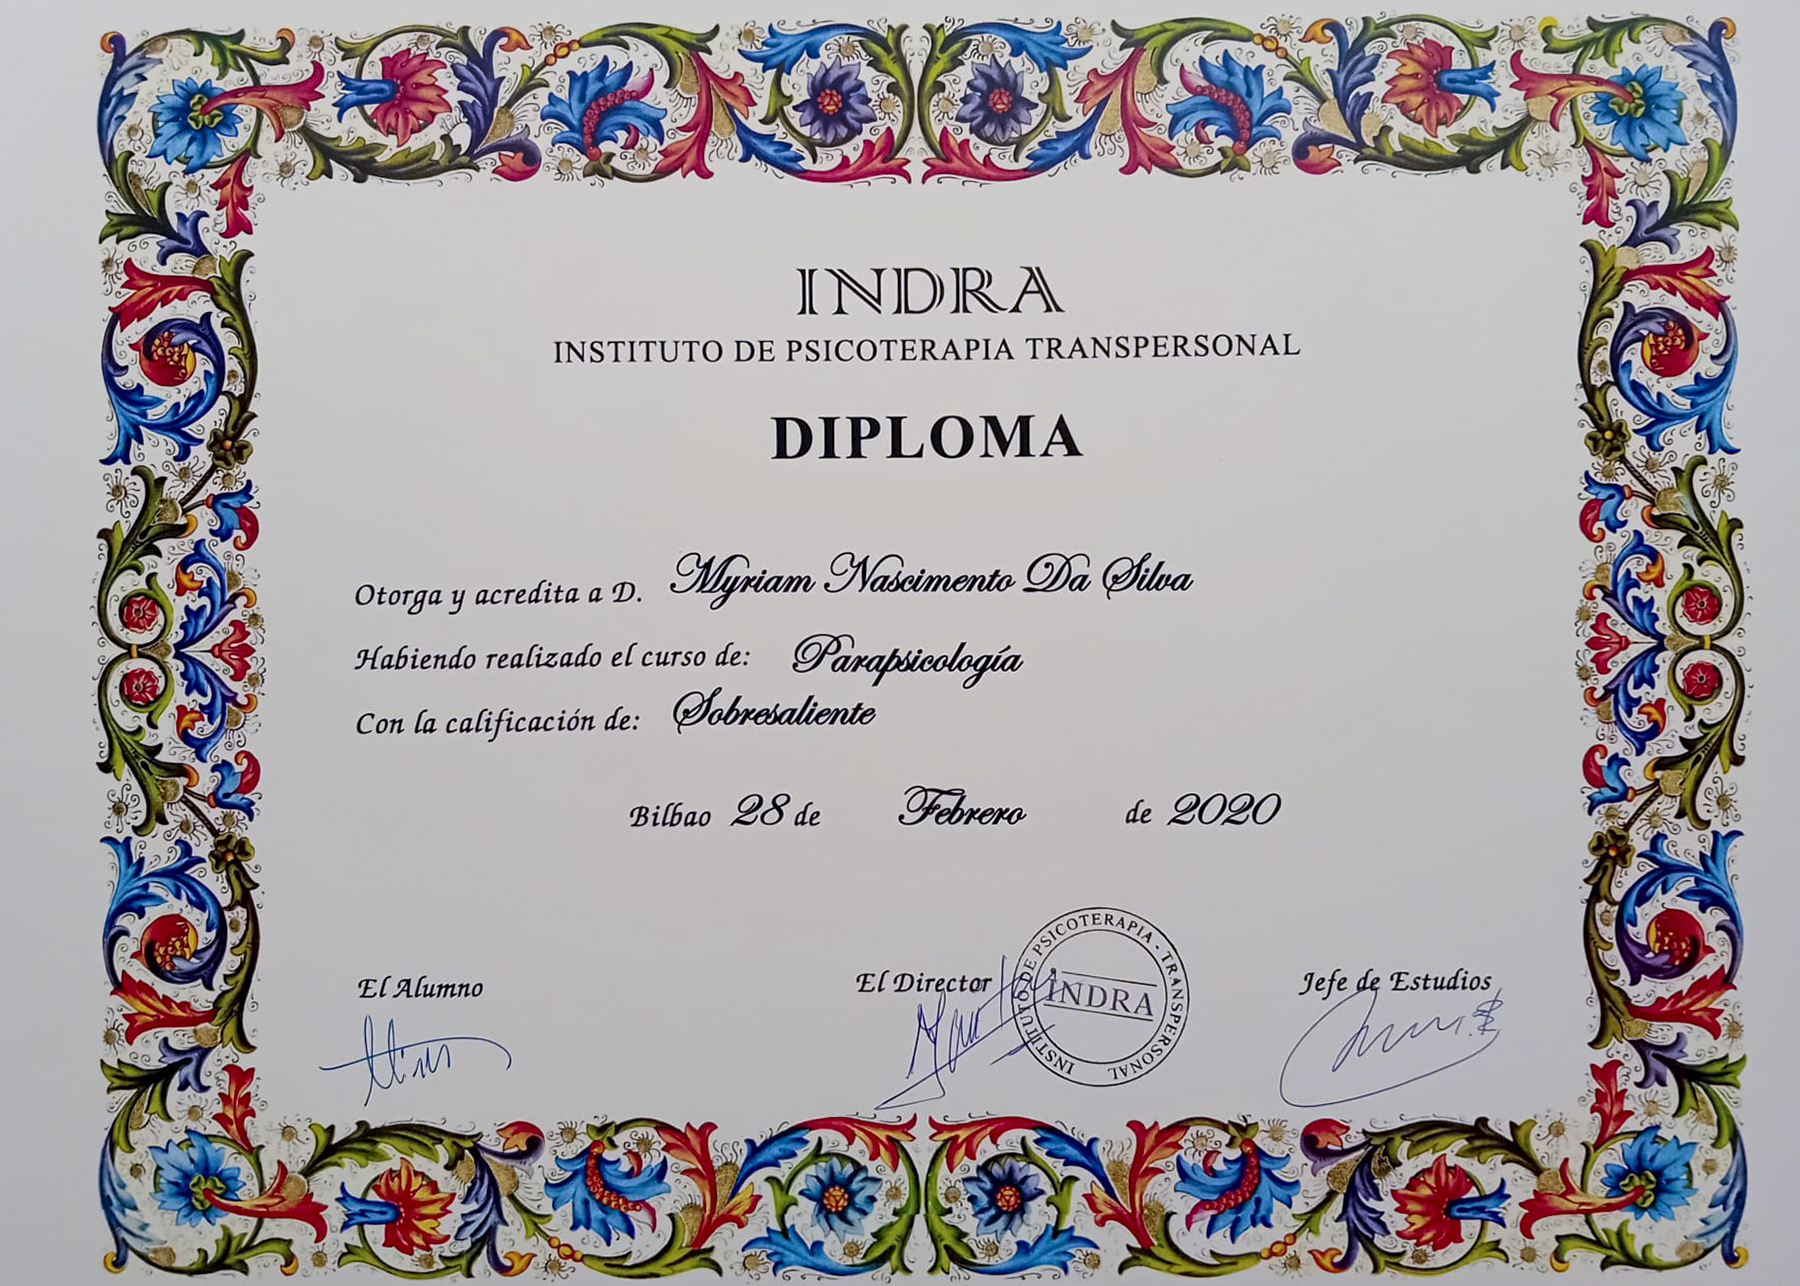 INDRA
INSTITUTO DE PSICOTERAPIA TRANSPERSONAL
DIPLOMA
Otorga y acredita a D. Myriam Nascimento Da Silva
Habiendo realizado el curso de: Parapsicología
Con la calificación de: Sobresaliente
Bilbao 28 de Febrero de 2020
El Alumno El Director Jefe de Estudios
INSTITUTO DE PSICOTERAPIA - TRANSPERSONAL
INDRA